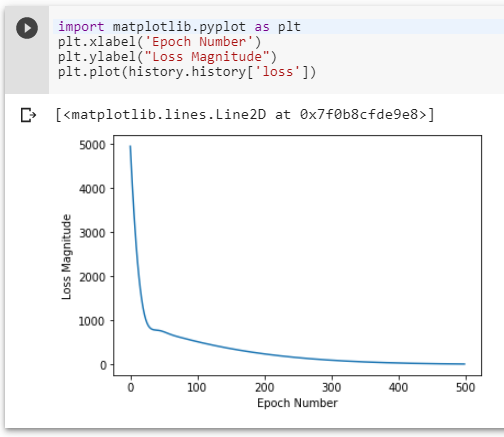 import matplotlib.pyplot as plt
plt.xlabel('Epoch Number')
plt.ylabel("Loss Magnitude")
plt.plot(history.history['loss'])
[<matplotlib.lines.Line2D at 0x7f0b8cfde9e8>]
5000
4000
3000
2000
1000
0
Loss Magnitude
0 100 200 300 400 500
Epoch Number